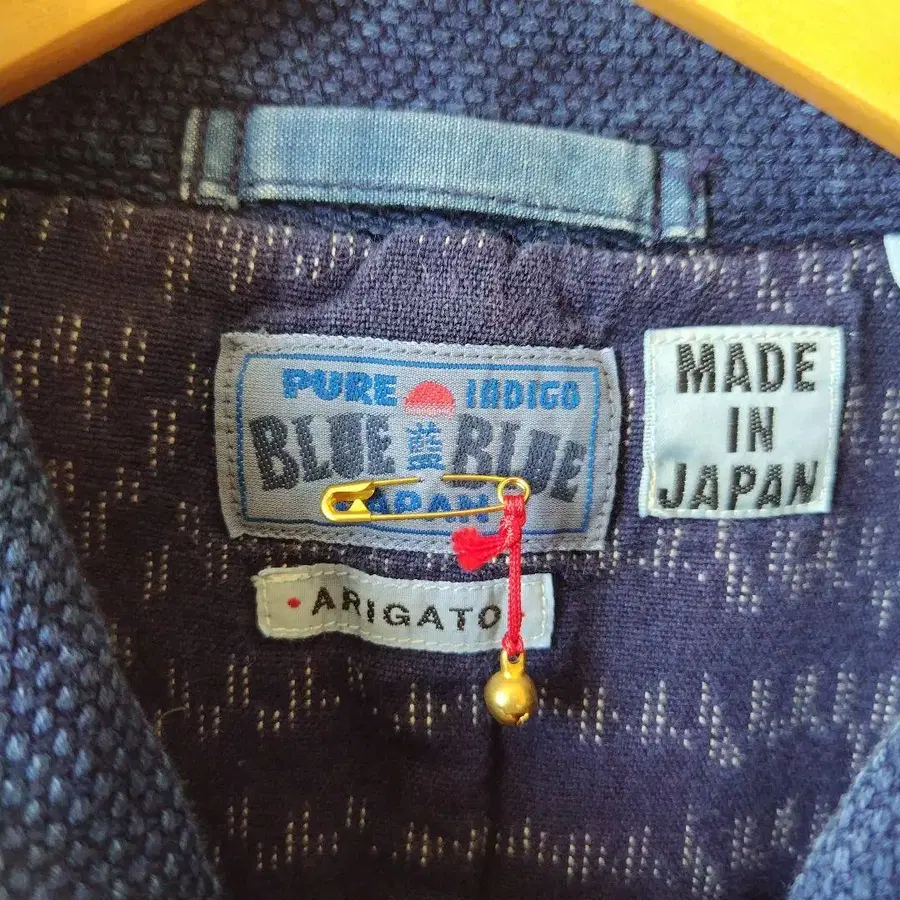 PURE INDIGO
BLUE 藍 BLUE
JAPAN
MADE
IN
JAPAN
• ARIGATO